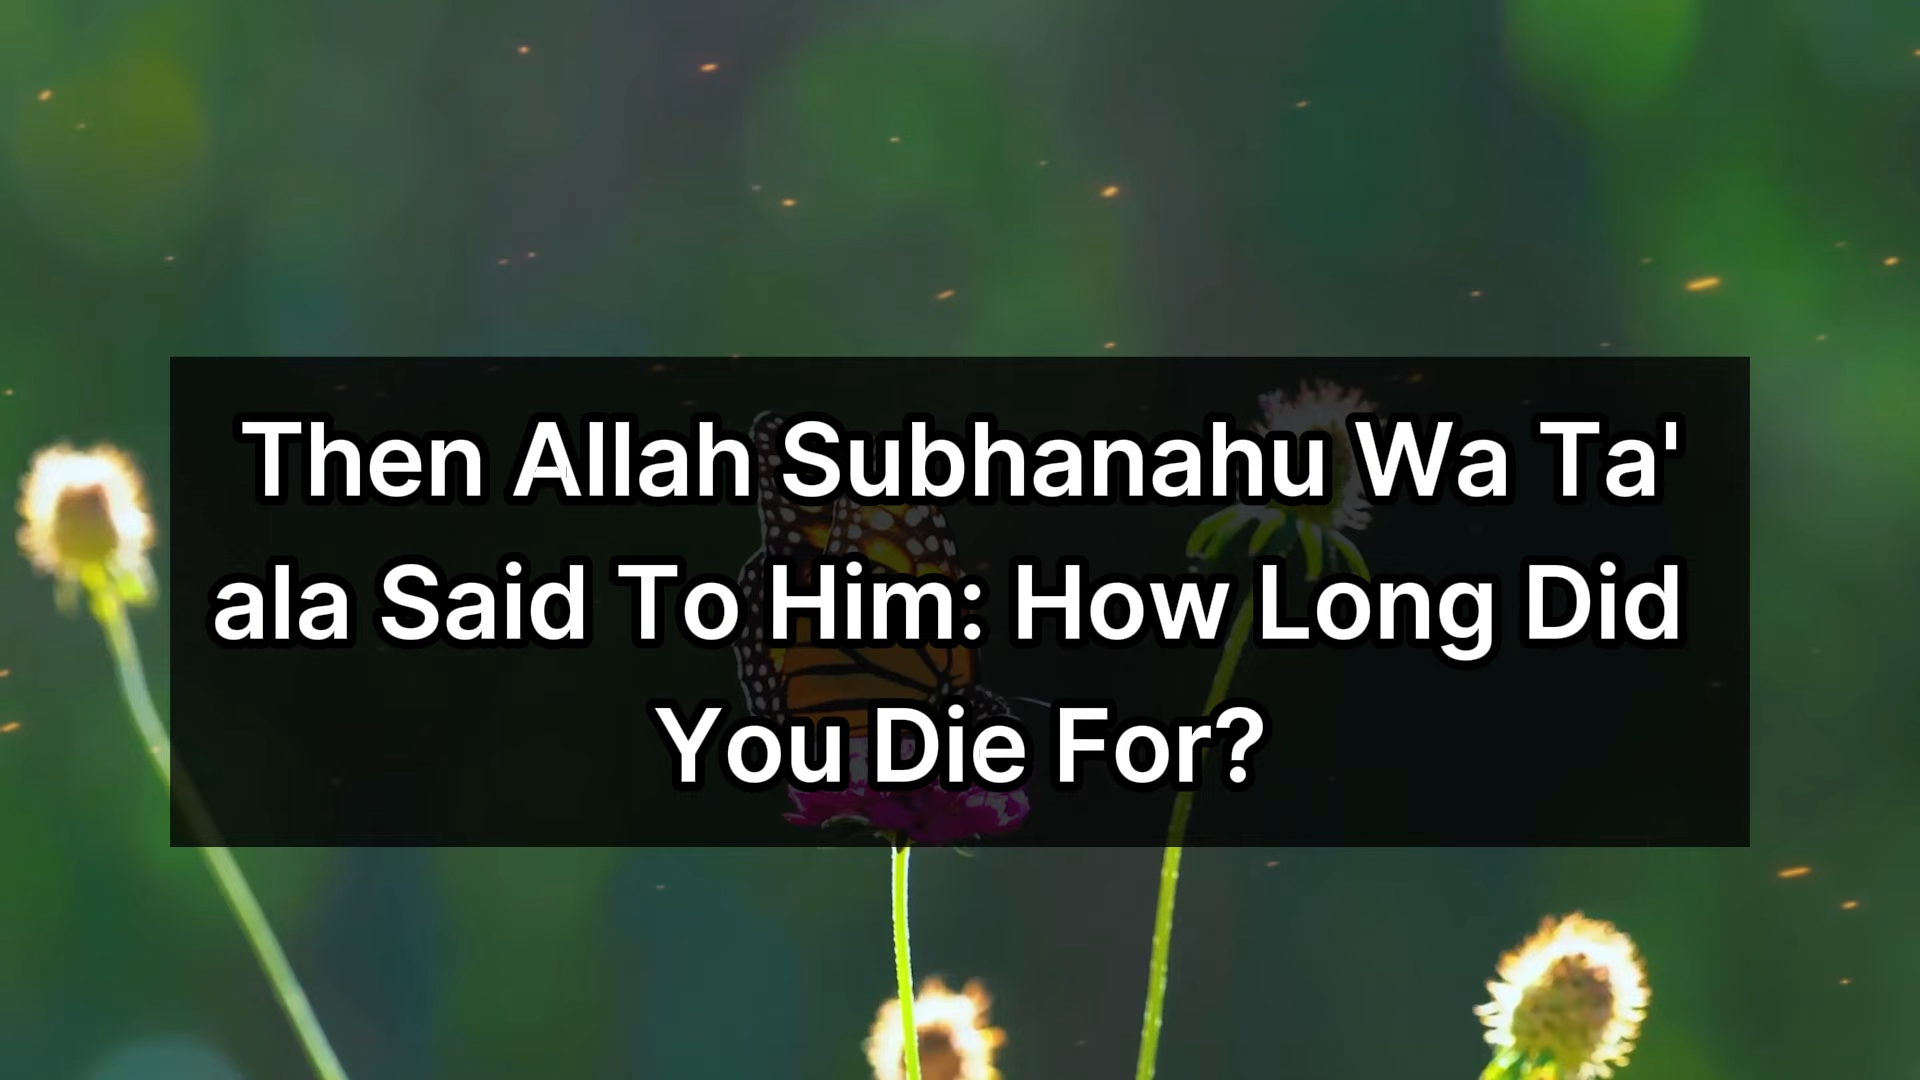 Then Allah Subhanahu Wa Ta'
ala Said To Him: How Long Did
You Die For?